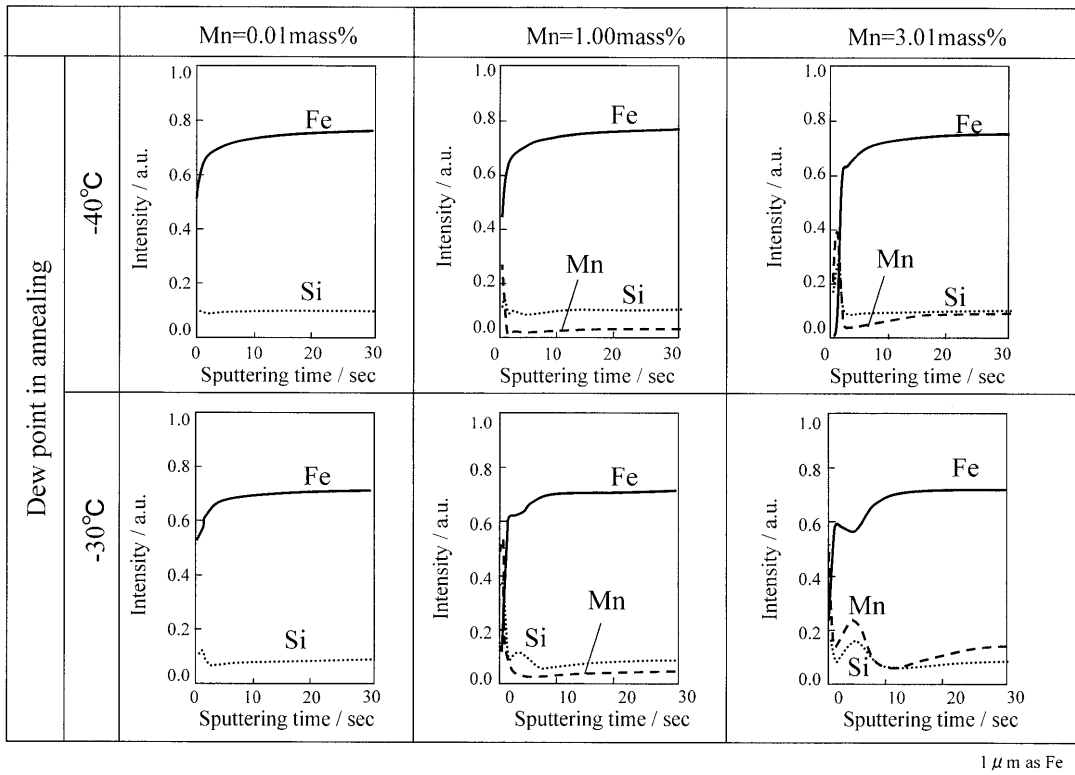 Mn=0.01mass% Mn=1.00mass% Mn=3.01mass%
Dew point in annealing
-40℃
Intensity / a.u.
1.0
0.8
0.6
0.4
0.2
0.0
Fe
Si
0 10 20 30
Sputtering time / sec
Intensity / a.u.
1.0
0.8
0.6
0.4
0.2
0.0
Fe
Mn
Si
0 10 20 30
Sputtering time / sec
Intensity / a.u.
1.0
0.8
0.6
0.4
0.2
0.0
Fe
Mn
Si
0 10 20 30
Sputtering time / sec
-30℃
Intensity / a.u.
1.0
0.8
0.6
0.4
0.2
0.0
Fe
Si
0 10 20 30
Sputtering time / sec
Intensity / a.u.
1.0
0.8
0.6
0.4
0.2
0.0
Fe
Mn
Si
0 10 20 30
Sputtering time / sec
Intensity / a.u.
1.0
0.8
0.6
0.4
0.2
0.0
Fe
Mn
Si
0 10 20 30
Sputtering time / sec
1 μm as Fe